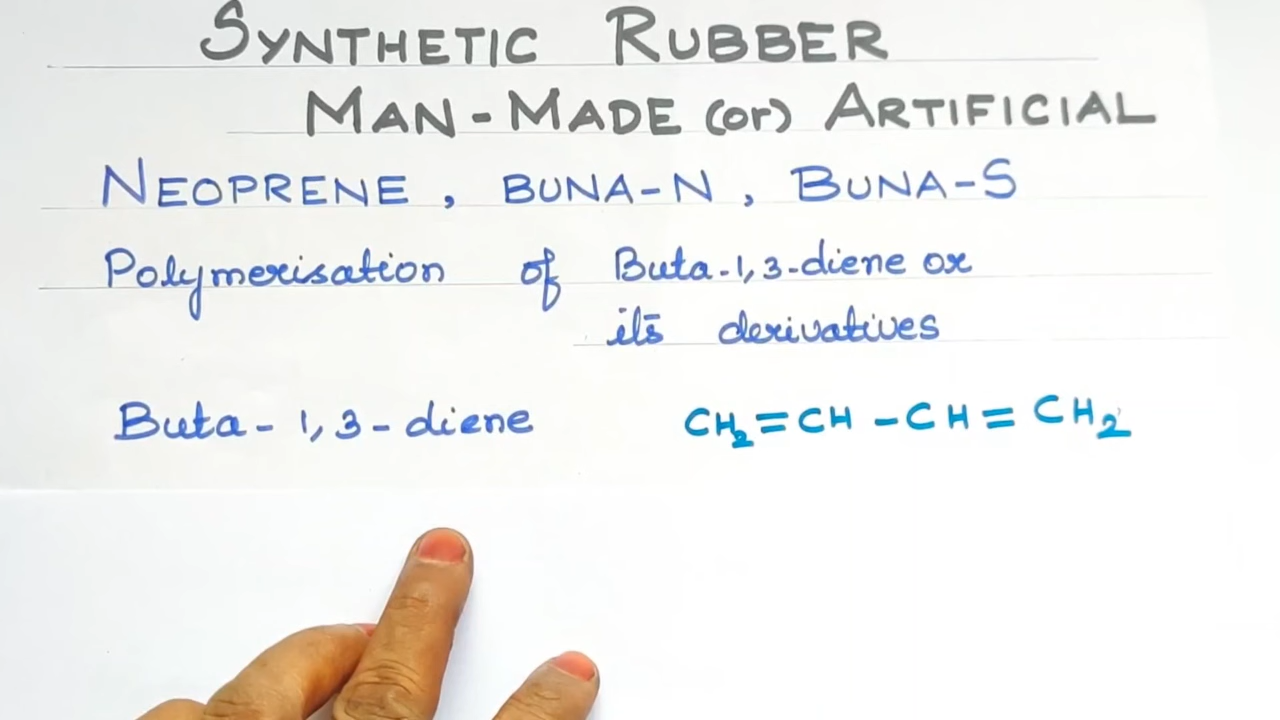 SYNTHETIC RUBBER
MAN-MADE (or) ARTIFICIAL
NEOPRENE, BUNA-N, BUNA-S
Polymerisation of Buta-1,3-diene or
its derivatives
Buta-1,3-diene CH₂=CH-CH=CH₂